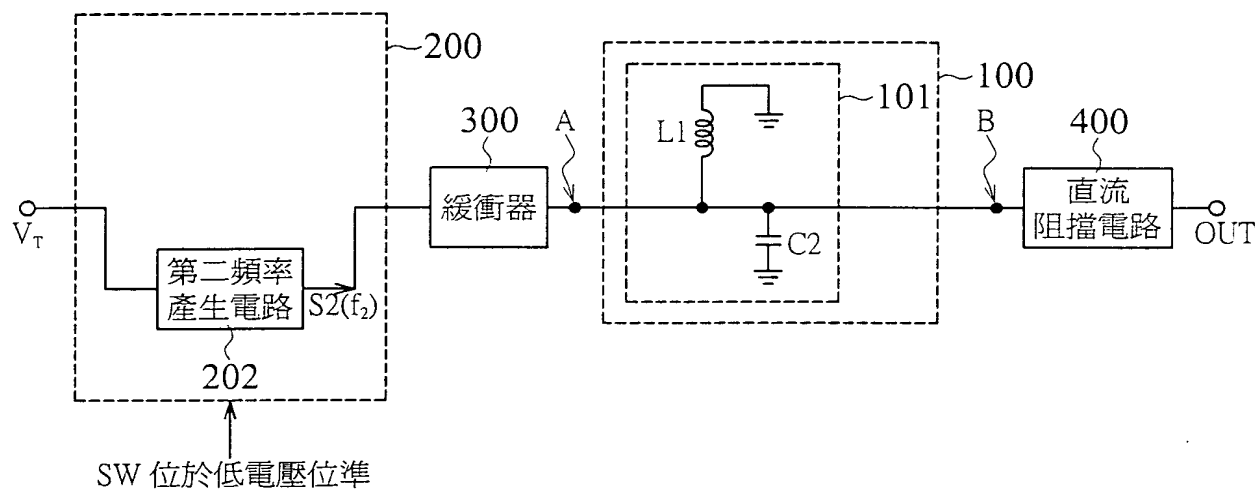 200
100
101
L1
300
A
B
400
緩衝器
直流
阻擋電路
V_T
OUT
C2
第二頻率
產生電路
S2(f₂)
202
SW 位於低電壓位準